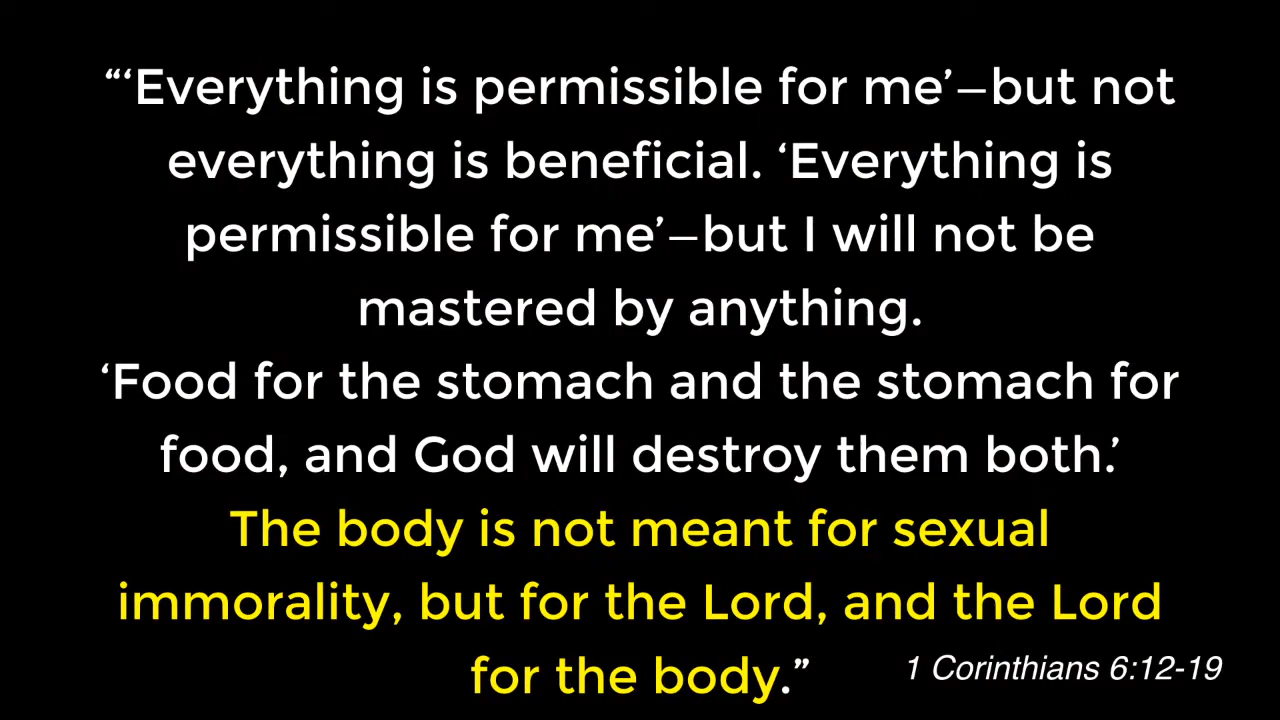 “‘Everything is permissible for me’—but not
everything is beneficial. ‘Everything is
permissible for me’—but I will not be
mastered by anything.
‘Food for the stomach and the stomach for
food, and God will destroy them both.’
The body is not meant for sexual
immorality, but for the Lord, and the Lord
for the body.”
1 Corinthians 6:12-19